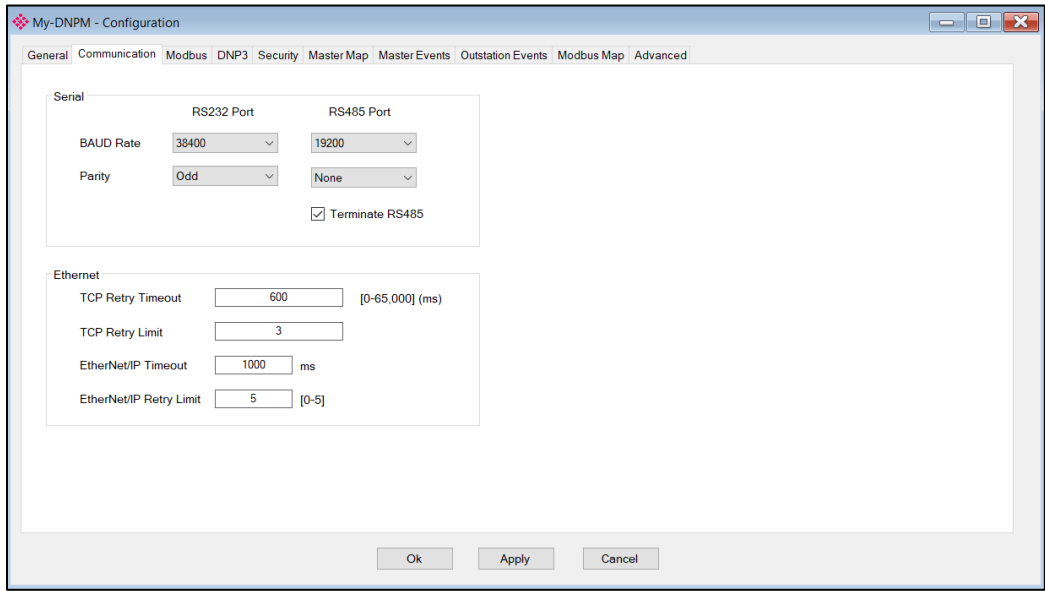 My-DNPM - Configuration
General Communication Modbus DNP3 Security Master Map Master Events Outstation Events Modbus Map Advanced
Serial
RS232 Port RS485 Port
BAUD Rate 38400 19200
Parity Odd None
Terminate RS485
Ethernet
TCP Retry Timeout 600 [0-65,000] (ms)
TCP Retry Limit 3
EtherNet/IP Timeout 1000 ms
EtherNet/IP Retry Limit 5 [0-5]
Ok Apply Cancel